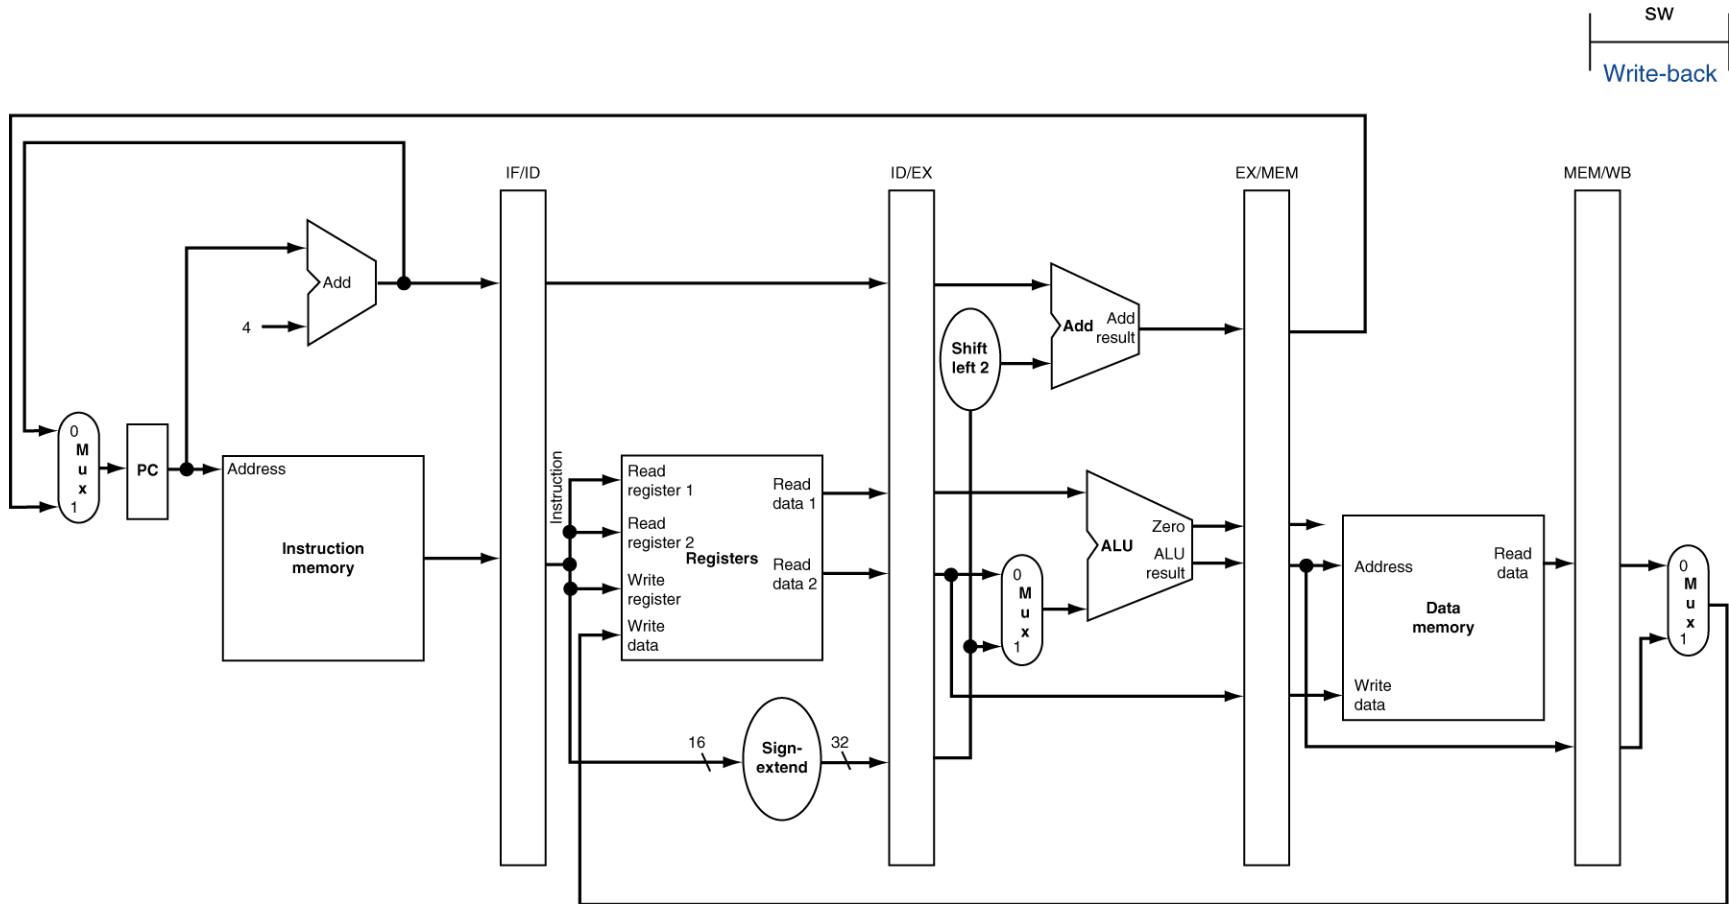 sw
Write-back
IF/ID
ID/EX
EX/MEM
MEM/WB
Add
4
Add
Add
result
Shift
left 2
0
M
u
x
1
PC
Address
Instruction
memory
Instruction
Read
register 1
Read
register 2
Write
register
Write
data
Registers
Read
data 1
Read
data 2
16
Sign-
extend
32
0
M
u
x
1
ALU
Zero
ALU
result
Address
Read
data
Data
memory
Write
data
0
M
u
x
1